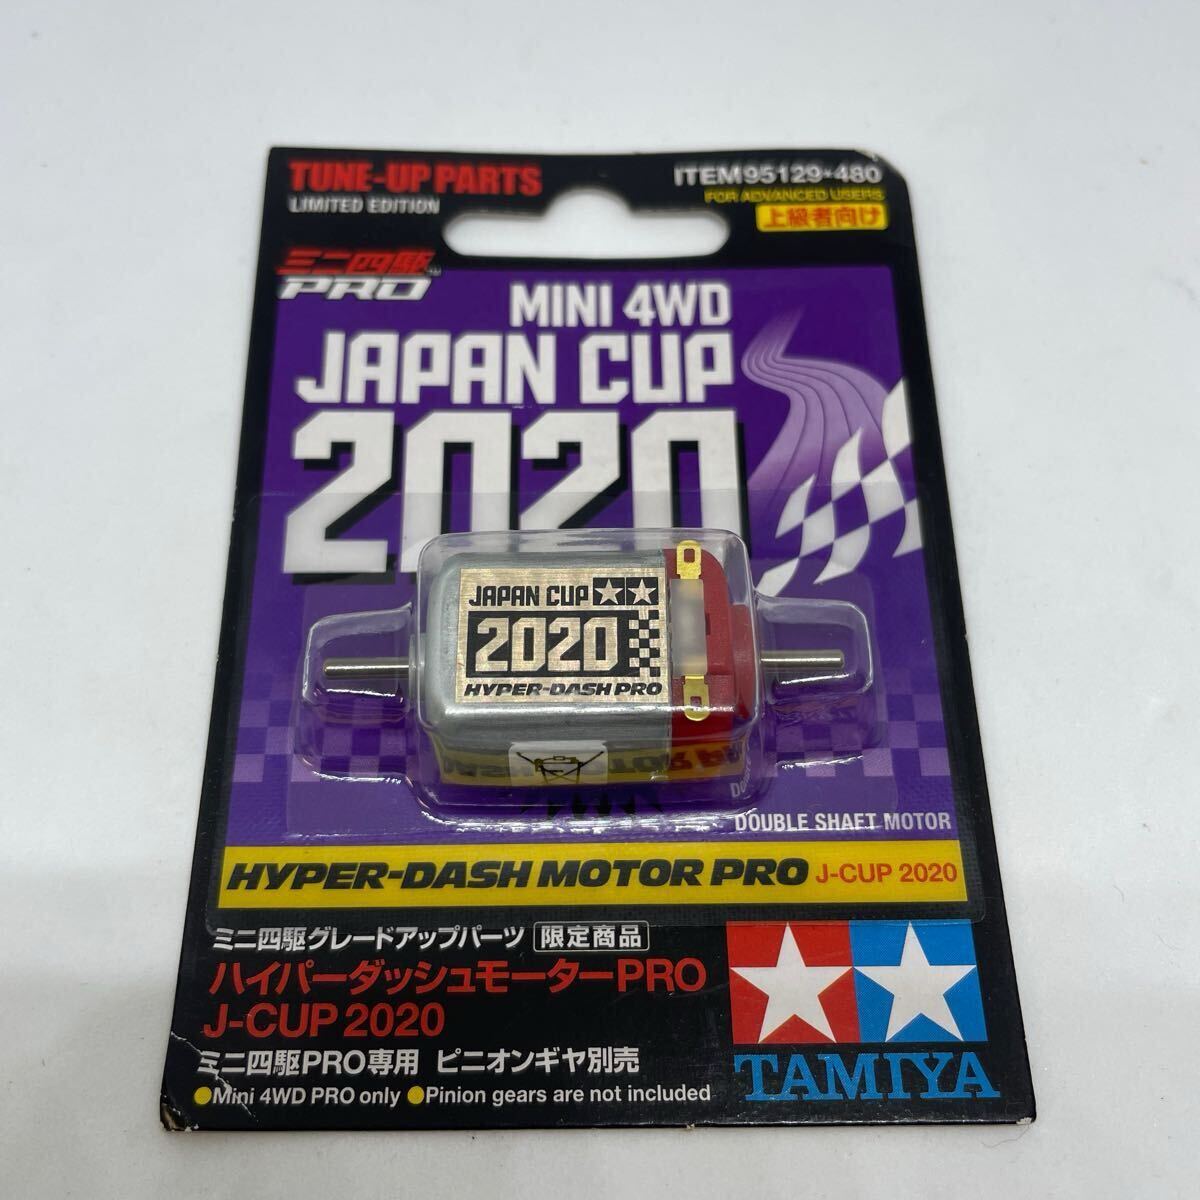 TUNE-UP PARTS
LIMITED EDITION
ITEM 95129*480
FOR ADVANCED USERS
上級者向け
ミニ四駆™
PRO
MINI 4WD
JAPAN CUP
2020
JAPAN CUP
2020
HYPER-DASH PRO
DOUBLE SHAFT MOTOR
HYPER-DASH MOTOR PRO J-CUP 2020
ミニ四駆グレードアップパーツ 限定商品
ハイパーダッシュモーターPRO
J-CUP 2020
ミニ四駆PRO専用 ピニオンギヤ別売
●Mini 4WD PRO only ●Pinion gears are not included
TAMIYA